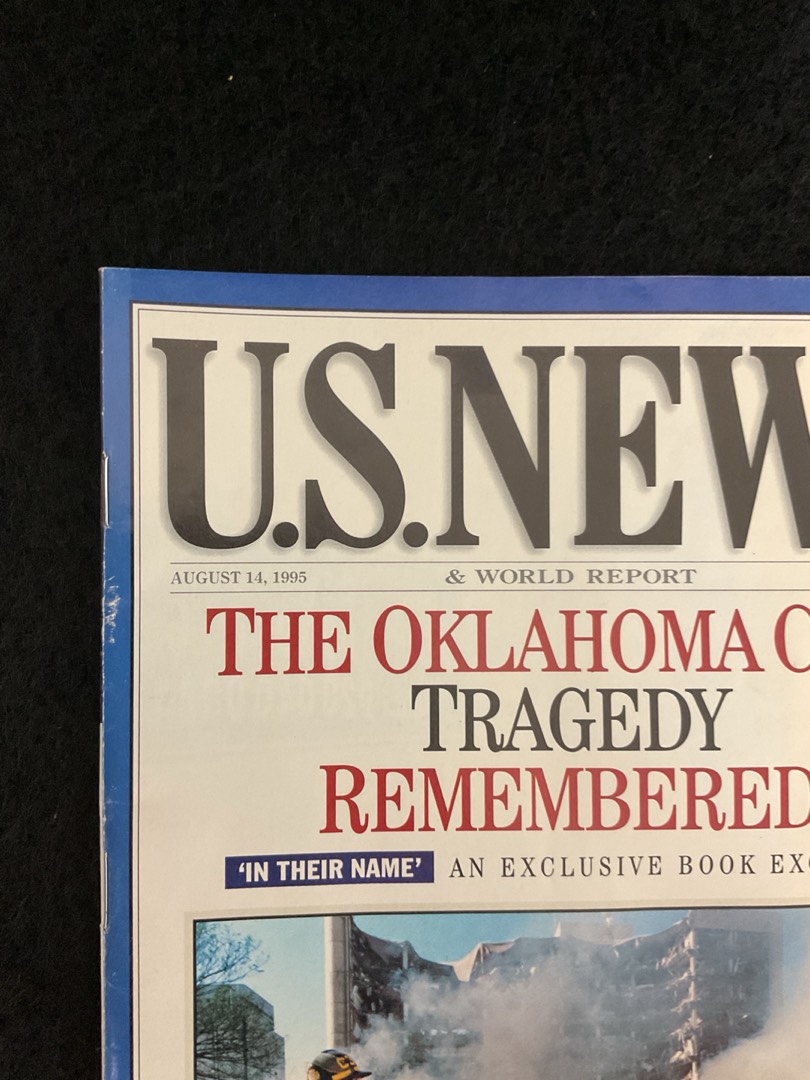 U.S.NEW
AUGUST 14, 1995 & WORLD REPORT
THE OKLAHOMA C
TRAGEDY
REMEMBERED
'IN THEIR NAME' AN EXCLUSIVE BOOK EXC